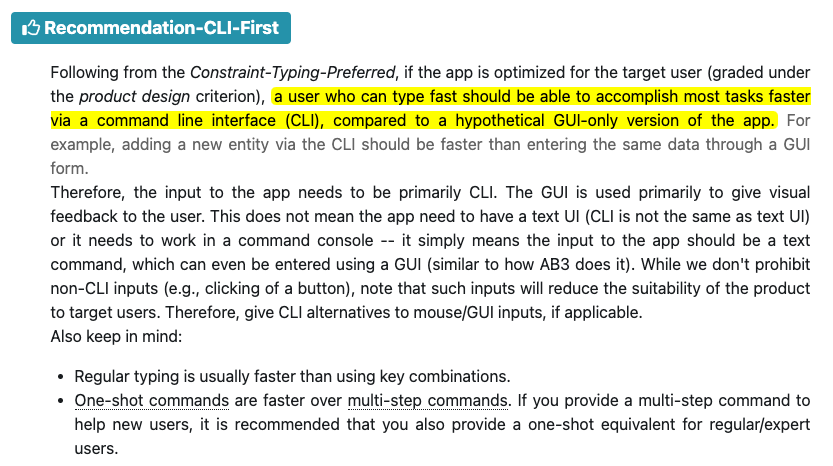 Recommendation-CLI-First
Following from the Constraint-Typing-Preferred, if the app is optimized for the target user (graded under
the product design criterion), a user who can type fast should be able to accomplish most tasks faster
via a command line interface (CLI), compared to a hypothetical GUI-only version of the app. For
example, adding a new entity via the CLI should be faster than entering the same data through a GUI
form.
Therefore, the input to the app needs to be primarily CLI. The GUI is used primarily to give visual
feedback to the user. This does not mean the app need to have a text UI (CLI is not the same as text UI)
or it needs to work in a command console -- it simply means the input to the app should be a text
command, which can even be entered using a GUI (similar to how AB3 does it). While we don't prohibit
non-CLI inputs (e.g., clicking of a button), note that such inputs will reduce the suitability of the product
to target users. Therefore, give CLI alternatives to mouse/GUI inputs, if applicable.
Also keep in mind:
• Regular typing is usually faster than using key combinations.
• One-shot commands are faster over multi-step commands. If you provide a multi-step command to
help new users, it is recommended that you also provide a one-shot equivalent for regular/expert
users.